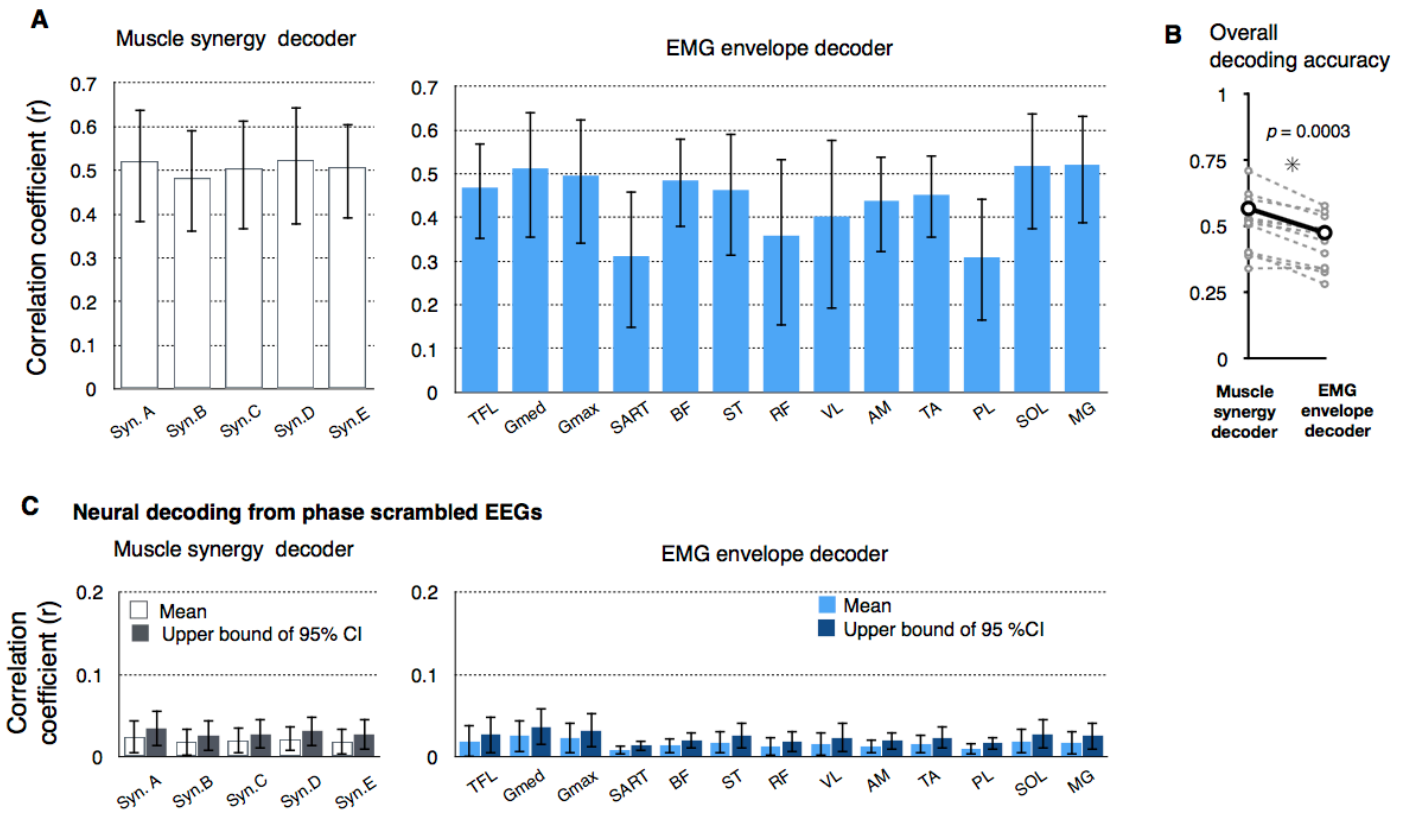 A
Muscle synergy decoder
EMG envelope decoder
Correlation coefficient (r)
0.7
0.6
0.5
0.4
0.3
0.2
0.1
0
Syn. A
Syn.B
Syn.C
Syn.D
Syn.E
0.7
0.6
0.5
0.4
0.3
0.2
0.1
0
TFL
Gmed
Gmax
SART
BF
ST
RF
VL
AM
TA
PL
SOL
MG
B
Overall
decoding accuracy
1
0.75
0.5
0.25
0
p = 0.0003
✳
Muscle
synergy
decoder
EMG
envelope
decoder
C
Neural decoding from phase scrambled EEGs
Muscle synergy decoder
EMG envelope decoder
Correlation
coefficient (r)
0.2
0.1
0
Mean
Upper bound of 95% CI
Syn. A
Syn.B
Syn.C
Syn.D
Syn.E
0.2
0.1
0
Mean
Upper bound of 95 %CI
TFL
Gmed
Gmax
SART
BF
ST
RF
VL
AM
TA
PL
SOL
MG